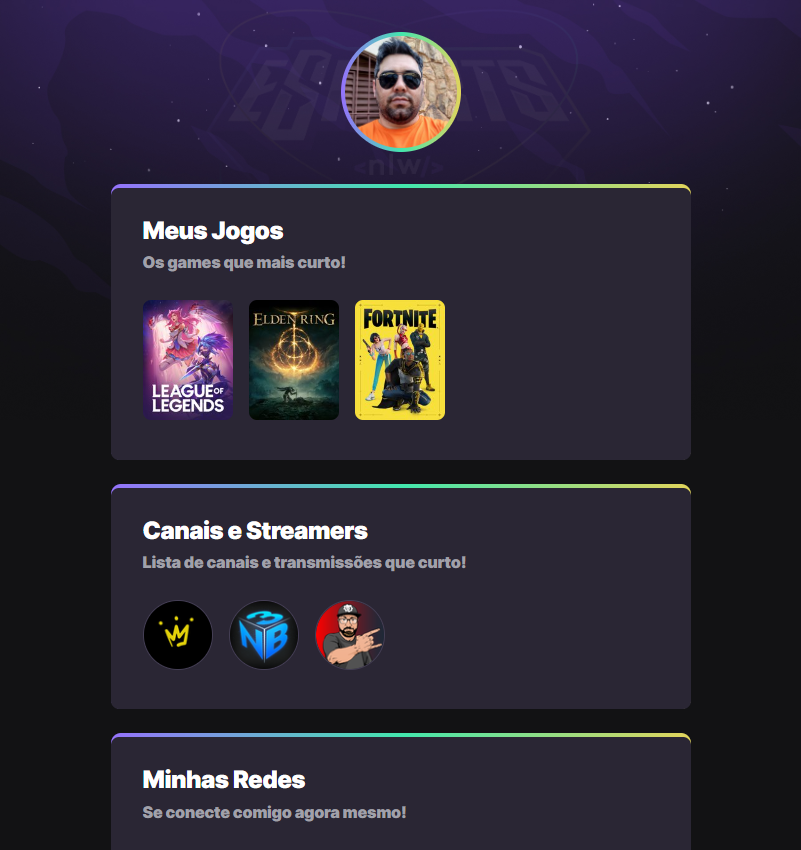 ESPORTS
<nlw/>
Meus Jogos
Os games que mais curto!
LEAGUE OF
LEGENDS
ELDEN RING
FORTNITE
Canais e Streamers
Lista de canais e transmissões que curto!
N3B
Minhas Redes
Se conecte comigo agora mesmo!